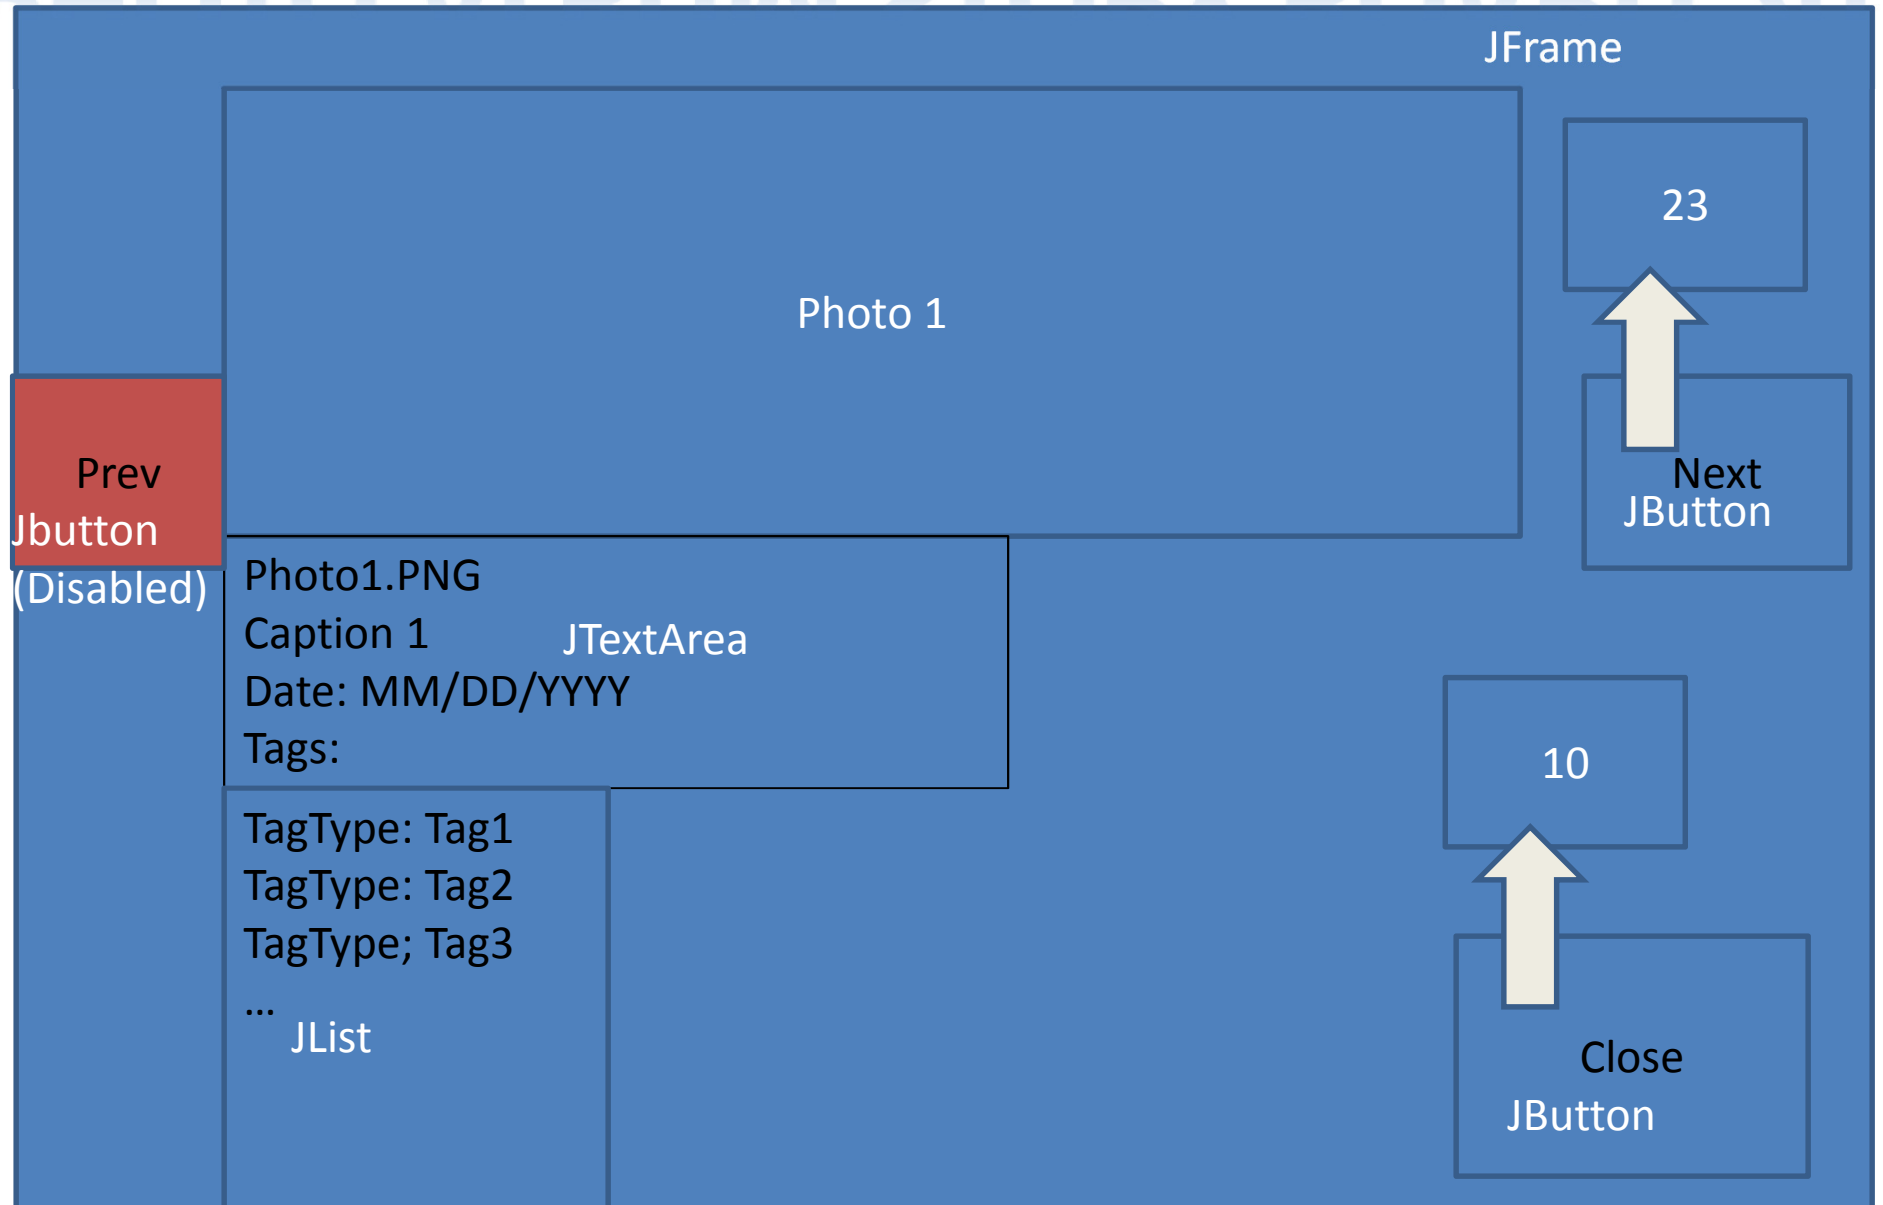 JFrame
23
Photo 1
Prev
Jbutton
(Disabled)
Next
JButton
Photo1.PNG
Caption 1
JTextArea
Date: MM/DD/YYYY
Tags:
10
TagType: Tag1
TagType: Tag2
TagType; Tag3
...
JList
Close
JButton